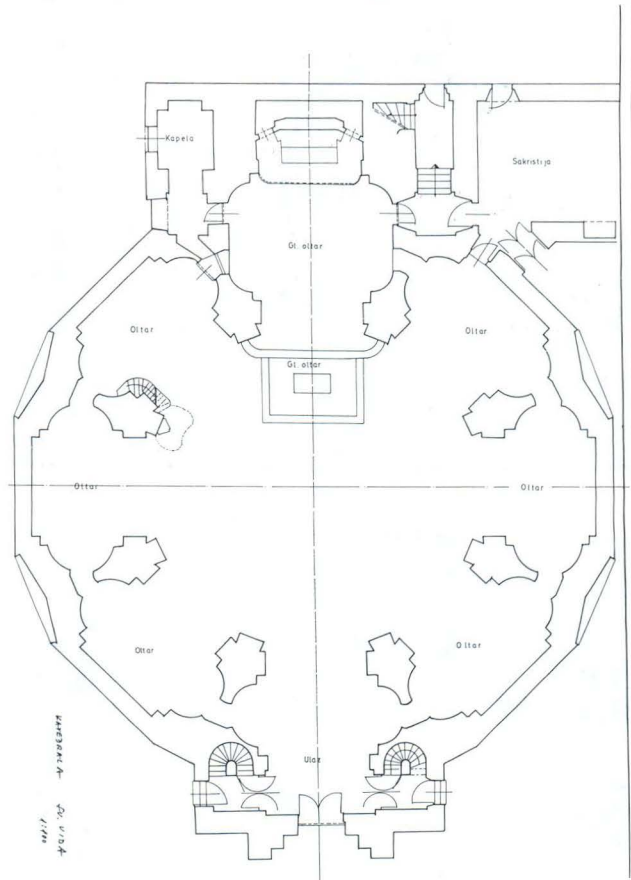 Kapela
Sakristija
Gl. oltar
Oltar
Oltar
Gl. oltar
Oltar
Oltar
Oltar
Oltar
Ulaz
KATEDRALA SV. VIDA